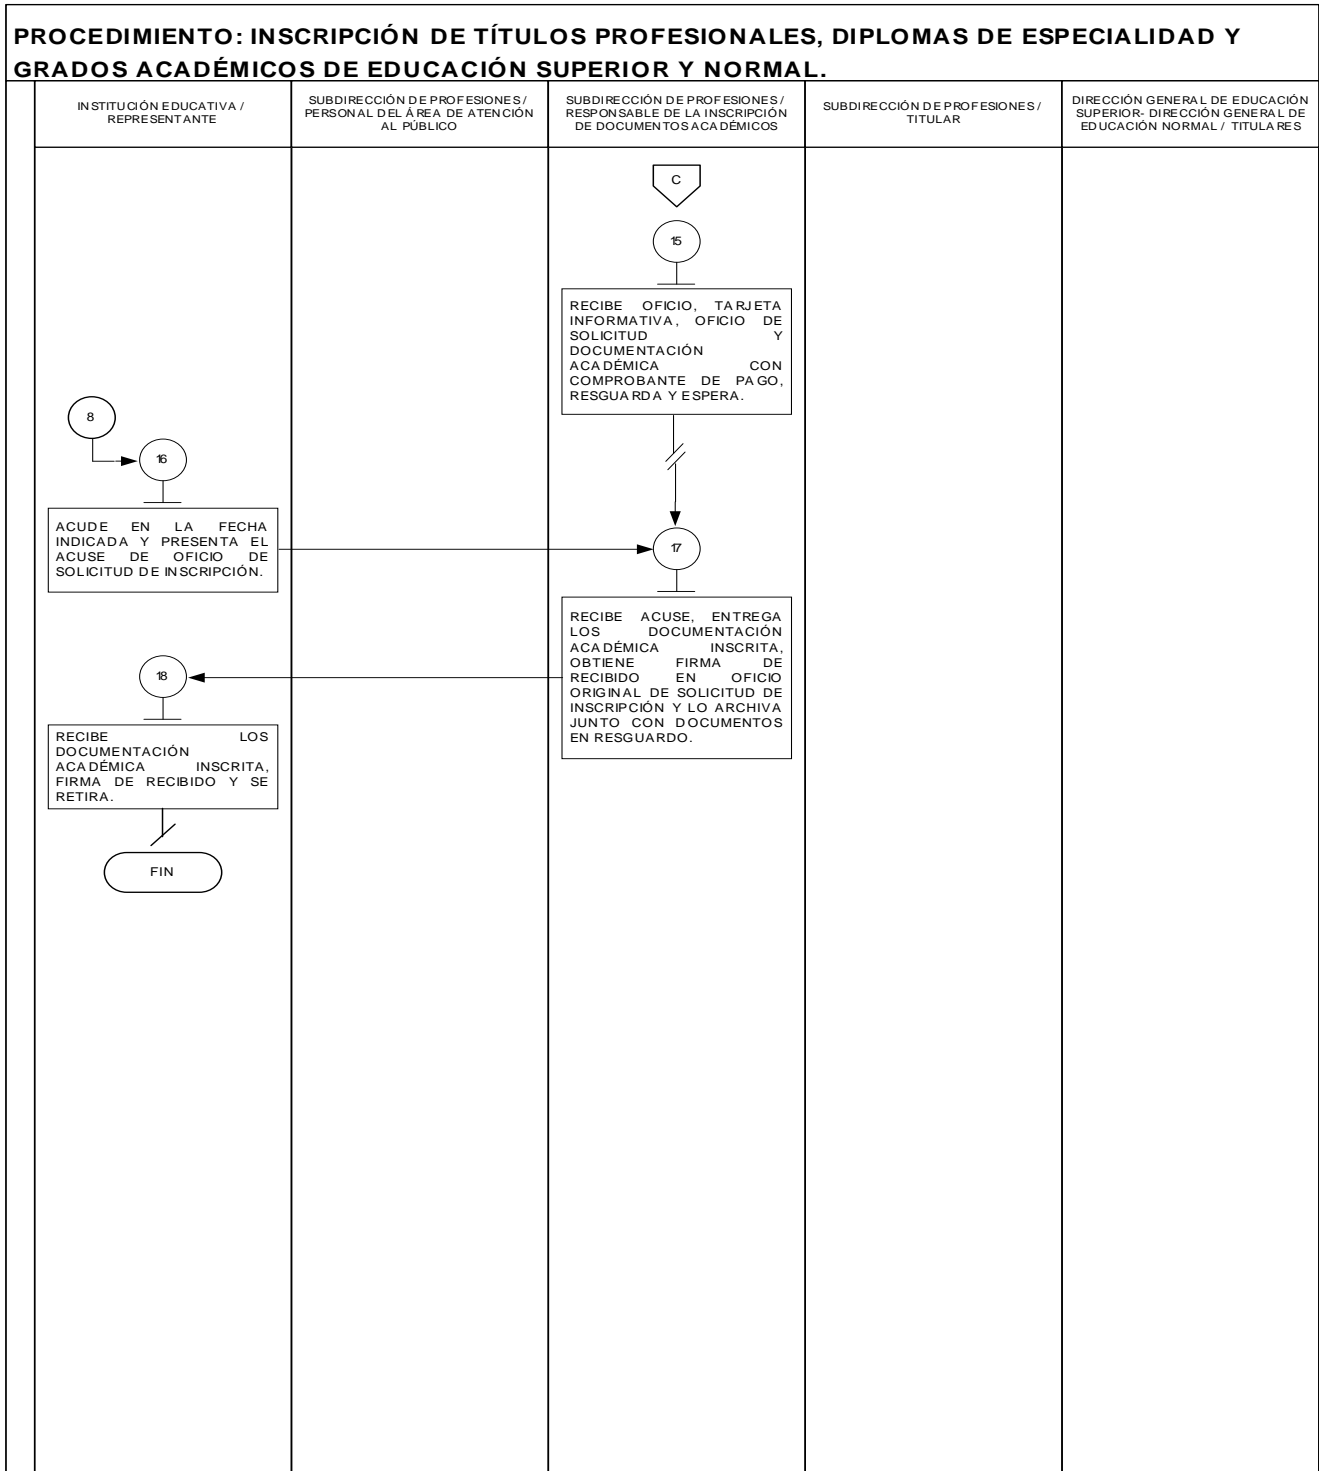 PROCEDIMIENTO: INSCRIPCIÓN DE TÍTULOS PROFESIONALES, DIPLOMAS DE ESPECIALIDAD Y
GRADOS ACADÉMICOS DE EDUCACIÓN SUPERIOR Y NORMAL.
INSTITUCIÓN EDUCATIVA /
REPRESENTANTE
SUBDIRECCIÓN DE PROFESIONES /
PERSONAL DEL ÁREA DE ATENCIÓN
AL PÚBLICO
SUBDIRECCIÓN DE PROFESIONES /
RESPONSABLE DE LA INSCRIPCIÓN
DE DOCUMENTOS ACADÉMICOS
SUBDIRECCIÓN DE PROFESIONES /
TITULAR
DIRECCIÓN GENERAL DE EDUCACIÓN
SUPERIOR- DIRECCIÓN GENERAL DE
EDUCACIÓN NORMAL / TITULARES
C
15
RECIBE OFICIO, TARJETA
INFORMATIVA, OFICIO DE
SOLICITUD Y
DOCUMENTACIÓN
ACADÉMICA CON
COMPROBANTE DE PAGO,
RESGUARDA Y ESPERA.
8
16
ACUDE EN LA FECHA
INDICADA Y PRESENTA EL
ACUSE DE OFICIO DE
SOLICITUD DE INSCRIPCIÓN.
17
RECIBE ACUSE, ENTREGA
LOS DOCUMENTACIÓN
ACADÉMICA INSCRITA,
OBTIENE FIRMA DE
RECIBIDO EN OFICIO
ORIGINAL DE SOLICITUD DE
INSCRIPCIÓN Y LO ARCHIVA
JUNTO CON DOCUMENTOS
EN RESGUARDO.
18
RECIBE LOS
DOCUMENTACIÓN
ACADÉMICA INSCRITA,
FIRMA DE RECIBIDO Y SE
RETIRA.
FIN